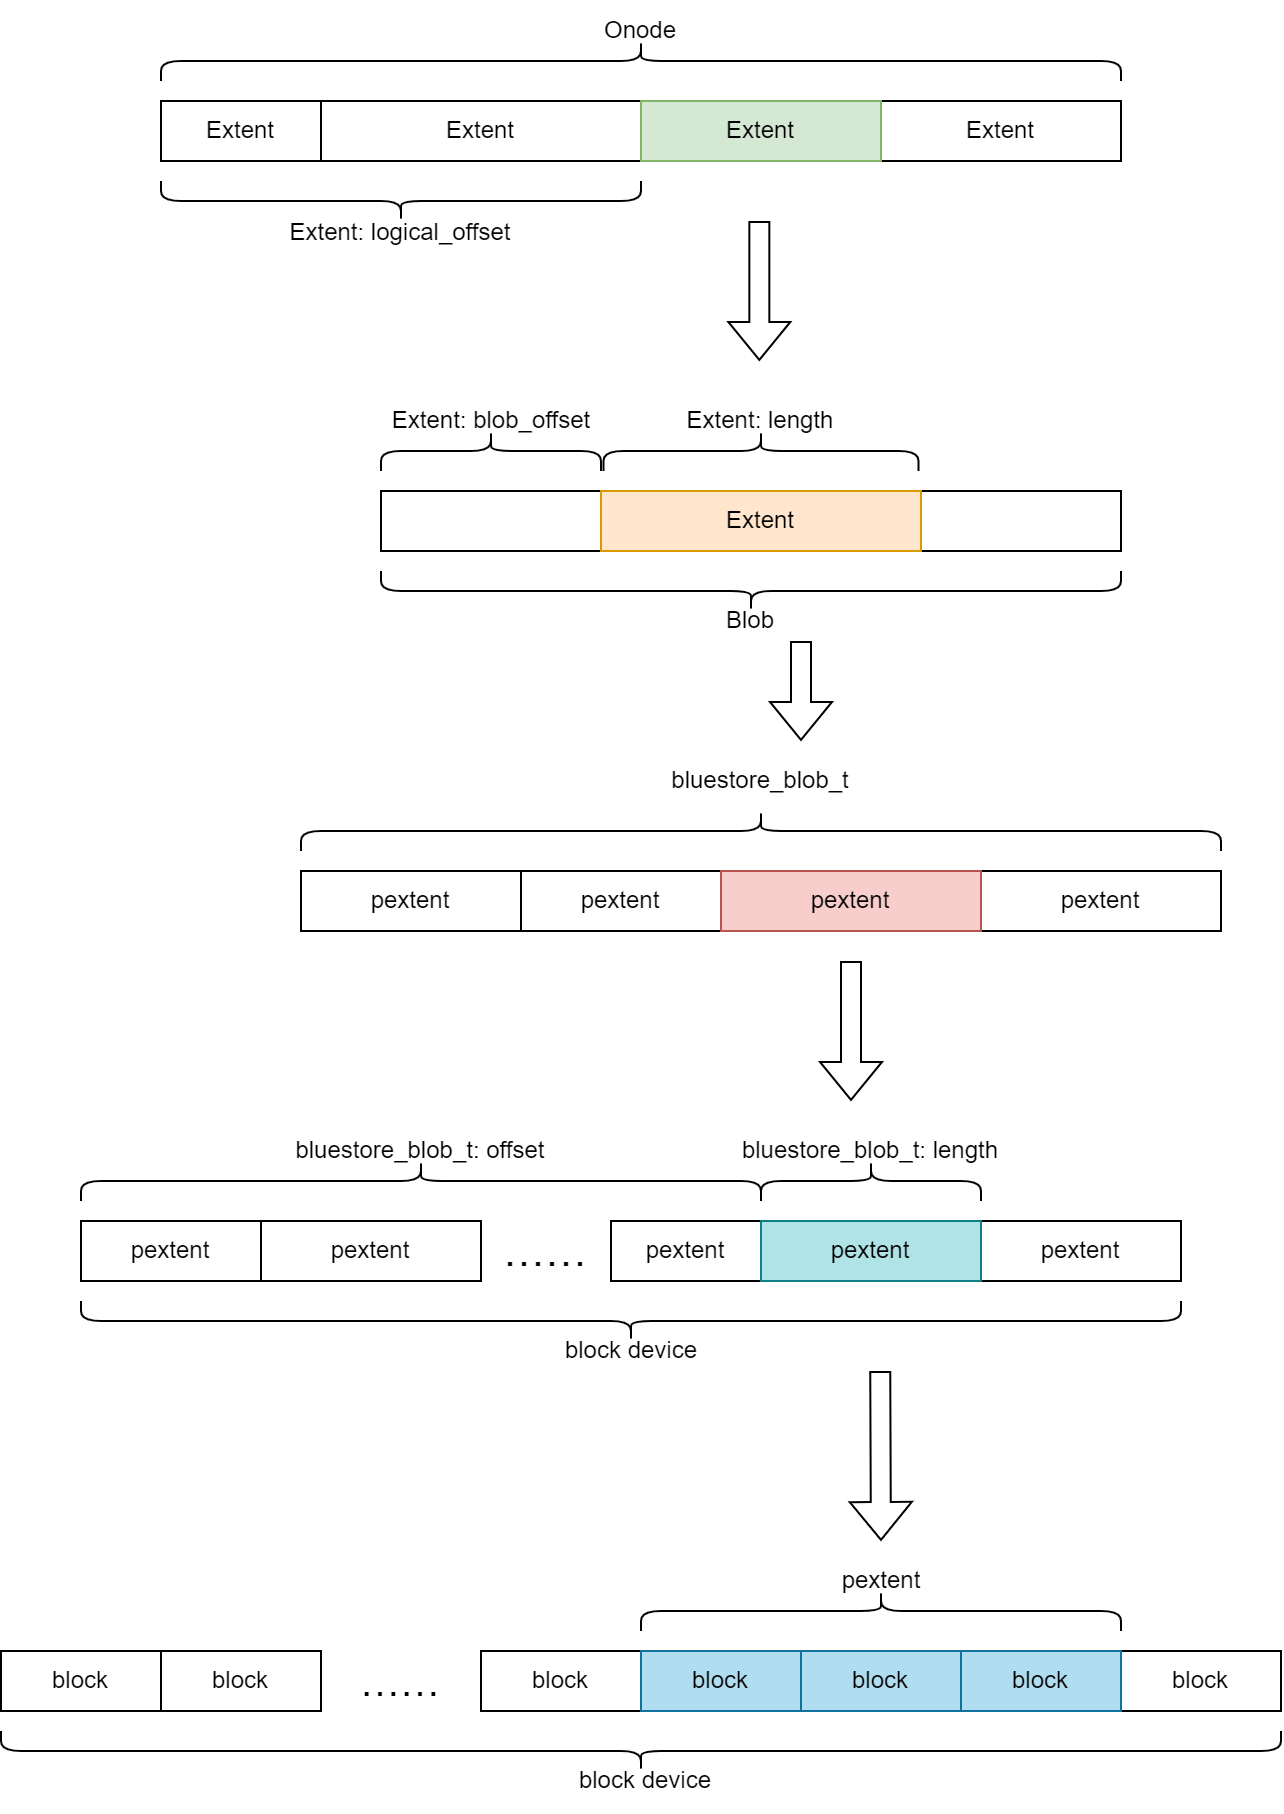 Onode
Extent Extent Extent Extent
Extent: logical_offset
Extent: blob_offset Extent: length
Extent
Blob
bluestore_blob_t
pextent pextent pextent pextent
bluestore_blob_t: offset bluestore_blob_t: length
pextent pextent ...... pextent pextent pextent
block device
pextent
block block ...... block block block block block
block device